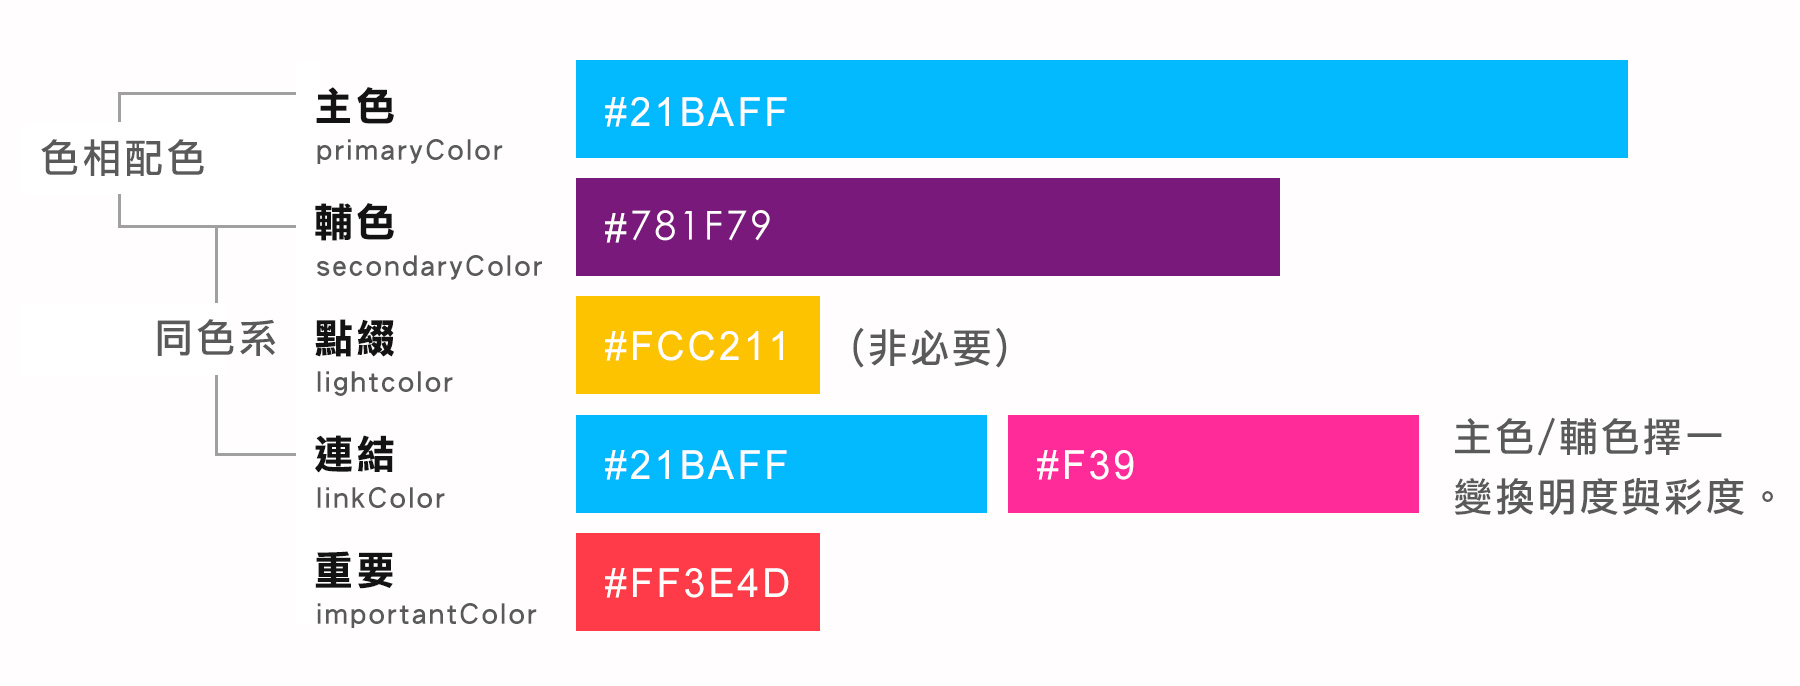 色相配色
主色
primaryColor
#21BAFF
輔色
secondaryColor
#781F79
同色系
點綴
lightcolor
#FCC211
(非必要)
連結
linkColor
#21BAFF
#F39
主色/輔色擇一
變換明度與彩度。
重要
importantColor
#FF3E4D